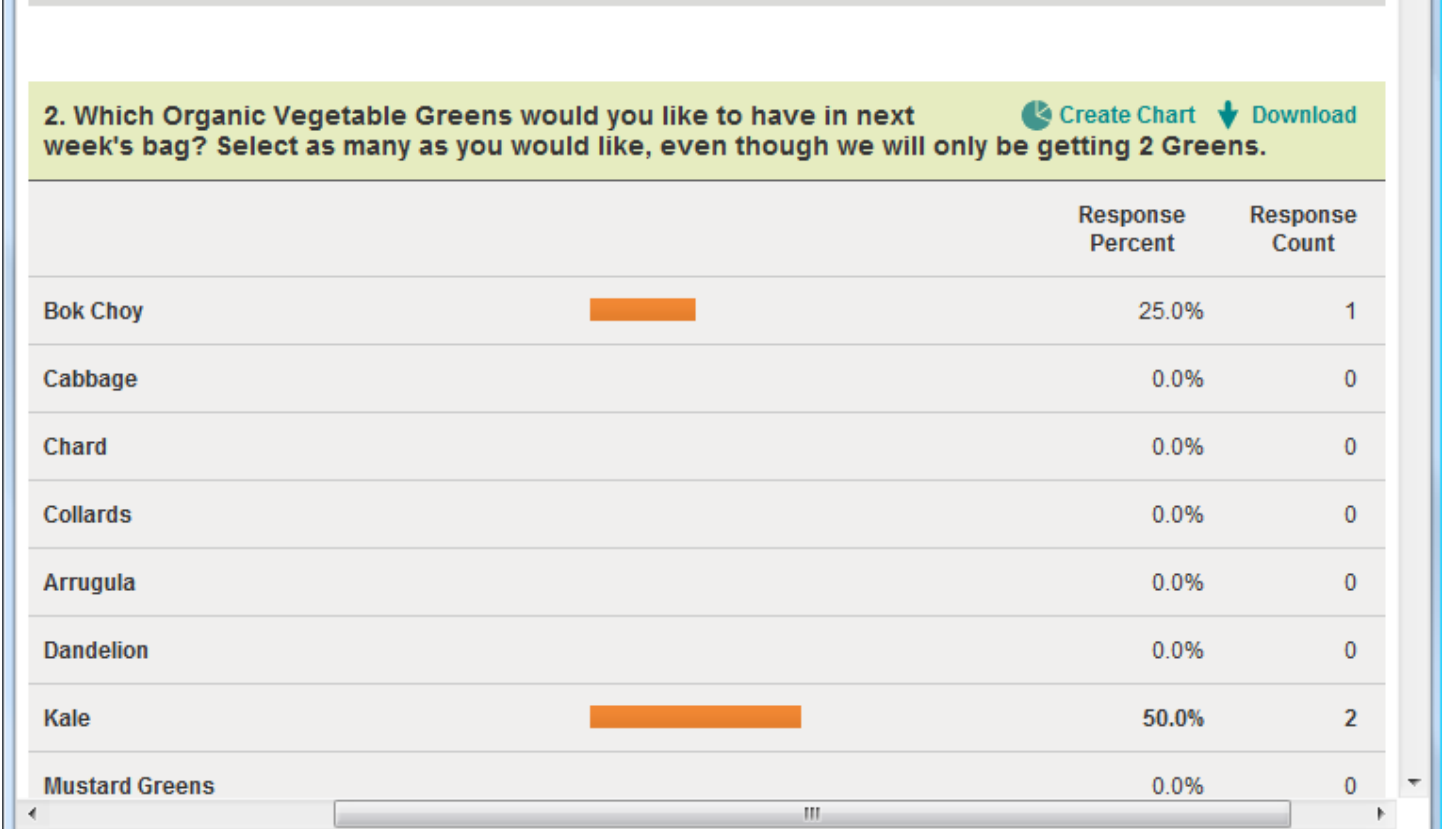 2. Which Organic Vegetable Greens would you like to have in next Create Chart Download
week's bag? Select as many as you would like, even though we will only be getting 2 Greens.
Response Response
Percent Count
Bok Choy 25.0% 1
Cabbage 0.0% 0
Chard 0.0% 0
Collards 0.0% 0
Arrugula 0.0% 0
Dandelion 0.0% 0
Kale 50.0% 2
Mustard Greens 0.0% 0